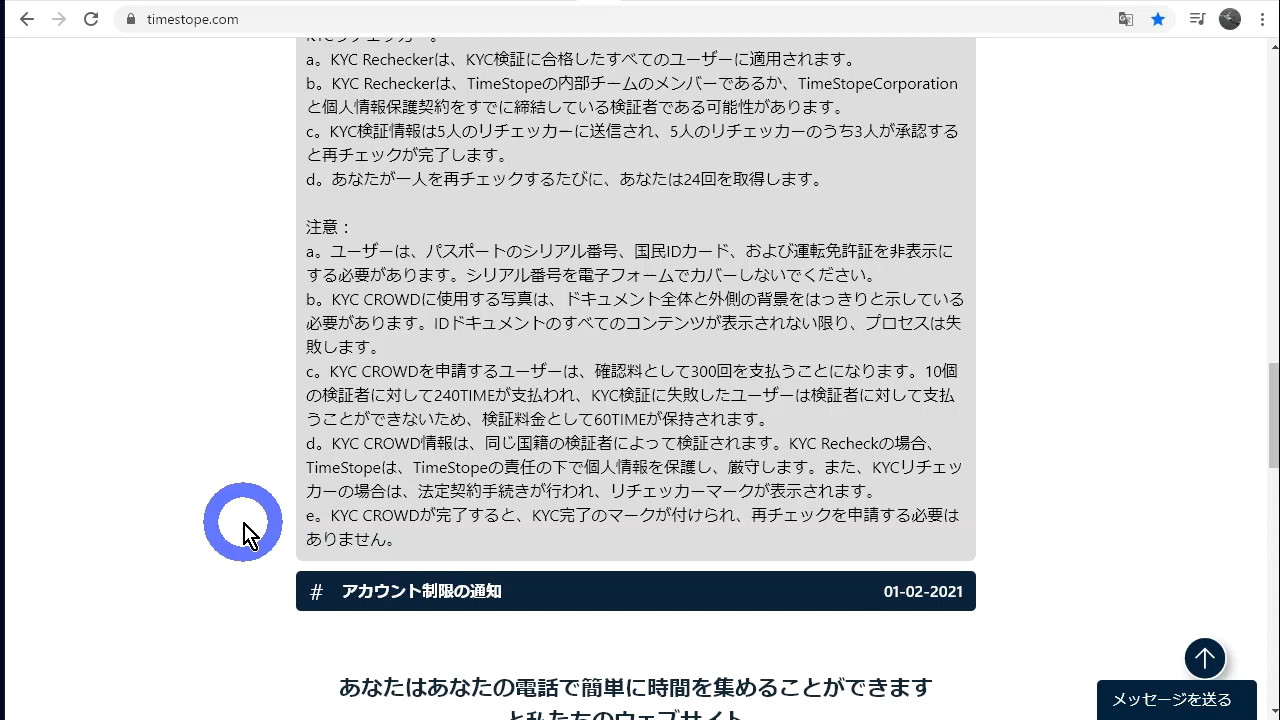 timestope.com
KYCリチェッカー。
a。KYC Recheckerは、KYC検証に合格したすべてのユーザーに適用されます。
b。KYC Recheckerは、TimeStopeの内部チームのメンバーであるか、TimeStopeCorporation
と個人情報保護契約をすでに締結している検証者である可能性があります。
c。KYC検証情報は5人のリチェッカーに送信され、5人のリチェッカーのうち3人が承認する
と再チェックが完了します。
d。あなたが一人を再チェックするたびに、あなたは24回を取得します。
注意：
a。ユーザーは、パスポートのシリアル番号、国民IDカード、および運転免許証を非表示に
する必要があります。シリアル番号を電子フォームでカバーしないでください。
b。KYC CROWDに使用する写真は、ドキュメント全体と外側の背景をはっきりと示している
必要があります。IDドキュメントのすべてのコンテンツが表示されない限り、プロセスは失
敗します。
c。KYC CROWDを申請するユーザーは、確認料として300回を支払うことになります。10個
の検証者に対して240TIMEが支払われ、KYC検証に失敗したユーザーは検証者に対して支払
うことができないため、検証料金として60TIMEが保持されます。
d。KYC CROWD情報は、同じ国籍の検証者によって検証されます。KYC Recheckの場合、
TimeStopeは、TimeStopeの責任の下で個人情報を保護し、厳守します。また、KYCリチェッ
カーの場合は、法定契約手続きが行われ、リチェッカーマークが表示されます。
e。KYC CROWDが完了すると、KYC完了のマークが付けられ、再チェックを申請する必要は
ありません。
# アカウント制限の通知 01-02-2021
あなたはあなたの電話で簡単に時間を集めることができます
と私たちのウェブサイト
メッセージを送る